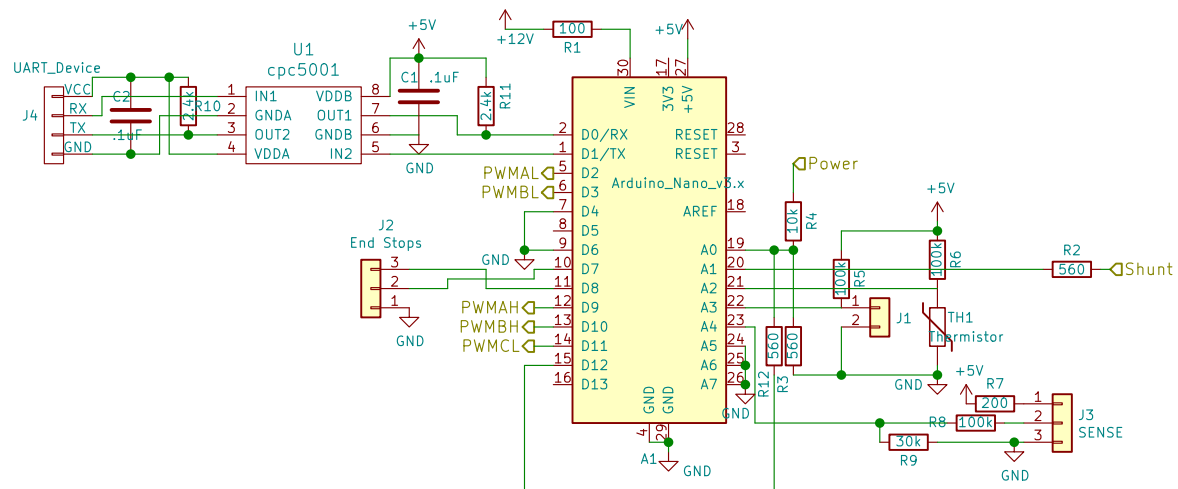 +12V
100
R1
+5V
+5V
U1
cpc5001
UART_Device
J4
VCC
RX
TX
GND
C2
.1uF
2.4k
R10
1 IN1
2 GNDA
3 OUT2
4 VDDA
VDDB 8
OUT1 7
GNDB 6
IN2 5
C1 .1uF
GND
2.4k
R11
30
VIN
17
3V3
27
+5V
2 D0/RX
1 D1/TX
5 D2
6 D3
7 D4
8 D5
9 D6
10 D7
11 D8
12 D9
13 D10
14 D11
15 D12
16 D13
Arduino_Nano_v3.x
RESET 28
RESET 3
AREF 18
A0 19
A1 20
A2 21
A3 22
A4 23
A5 24
A6 25
A7 26
GND
GND
4
29
A1
GND
GND
PWMAL
PWMBL
GND
J2
End Stops
3
2
1
GND
PWMAH
PWMBH
PWMCL
Power
10k
R4
+5V
100k
R5
100k
R6
R2
560
Shunt
1
2
J1
TH1
Thermistor
560
R12
560
R3
GND
+5V
R7
200
R8
100k
30k
R9
1
2
3
J3
SENSE
GND